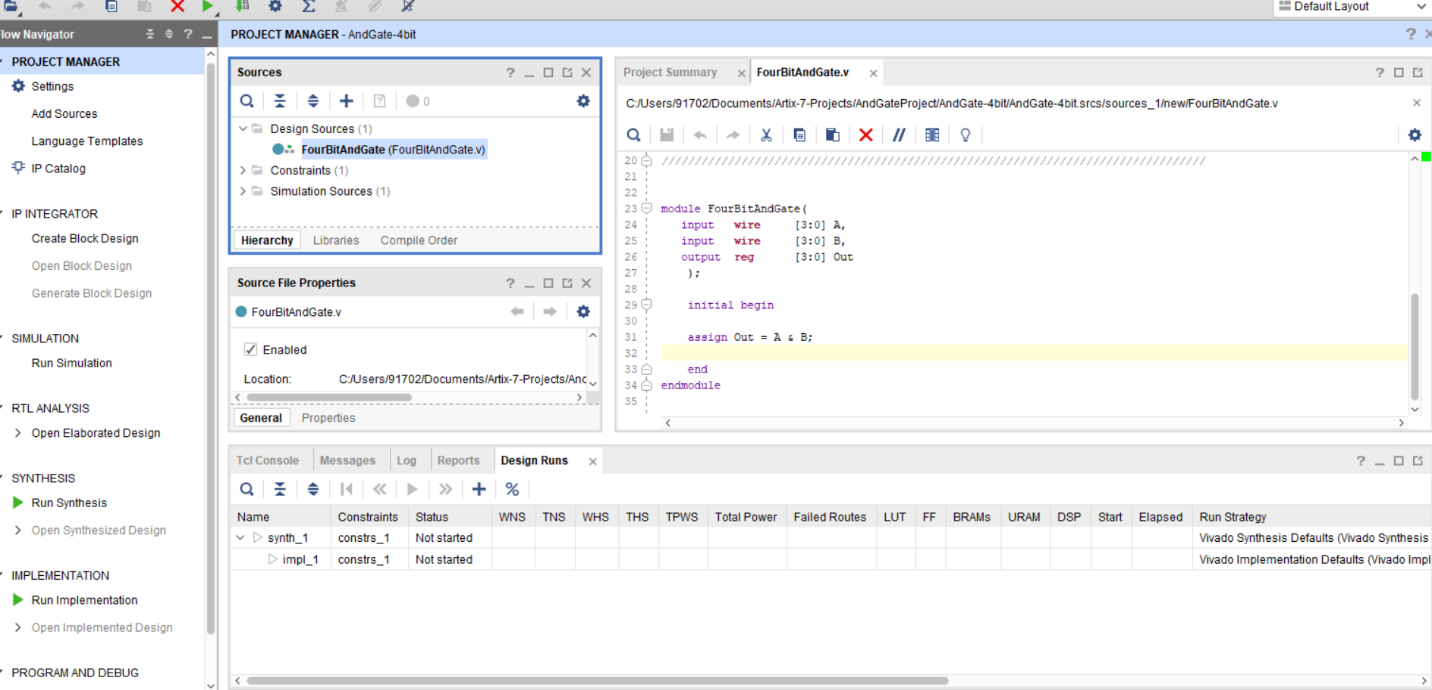 Default Layout
Flow Navigator ?
PROJECT MANAGER - AndGate-4bit ?
PROJECT MANAGER
Settings
Add Sources
Language Templates
IP Catalog
IP INTEGRATOR
Create Block Design
Open Block Design
Generate Block Design
SIMULATION
Run Simulation
RTL ANALYSIS
Open Elaborated Design
SYNTHESIS
Run Synthesis
Open Synthesized Design
IMPLEMENTATION
Run Implementation
Open Implemented Design
PROGRAM AND DEBUG
Sources ?
0
Design Sources (1)
FourBitAndGate (FourBitAndGate.v)
Constraints (1)
Simulation Sources (1)
Hierarchy Libraries Compile Order
Source File Properties ?
FourBitAndGate.v
Enabled
Location: C:/Users/91702/Documents/Artix-7-Projects/And
General Properties
Project Summary FourBitAndGate.v ?
C:/Users/91702/Documents/Artix-7-Projects/AndGateProject/AndGate-4bit/AndGate-4bit.srcs/sources_1/new/FourBitAndGate.v
20 //////////////////////////////////////////////////////////////////////////////////
21
22
23 module FourBitAndGate(
24 input wire [3:0] A,
25 input wire [3:0] B,
26 output reg [3:0] Out
27 );
28
29 initial begin
30
31 assign Out = A & B;
32
33 end
34 endmodule
35
Tcl Console Messages Log Reports Design Runs ?
%
Name Constraints Status WNS TNS WHS THS TPWS Total Power Failed Routes LUT FF BRAMs URAM DSP Start Elapsed Run Strategy
synth_1 constrs_1 Not started Vivado Synthesis Defaults (Vivado Synthesis
impl_1 constrs_1 Not started Vivado Implementation Defaults (Vivado Impl